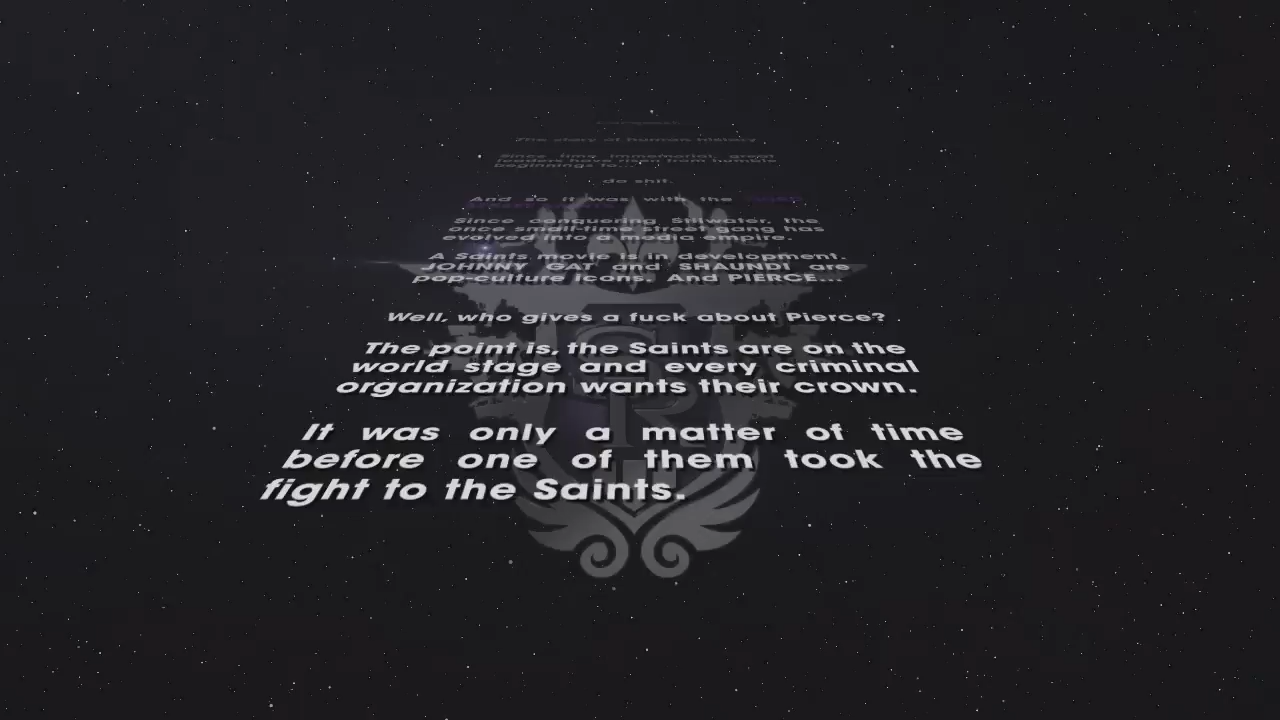 The story of human history
Since time immemorial, great
leaders have risen from humble
beginnings to...
do shit.
And so it was with the
Since conquering Stilwater, the
once small-time street gang has
evolved into a media empire.
A Saints movie is in development.
JOHNNY GAT and SHAUNDI are
pop-culture icons. And PIERCE...
Well, who gives a fuck about Pierce?
The point is, the Saints are on the
world stage and every criminal
organization wants their crown.
It was only a matter of time
before one of them took the
fight to the Saints.
SR